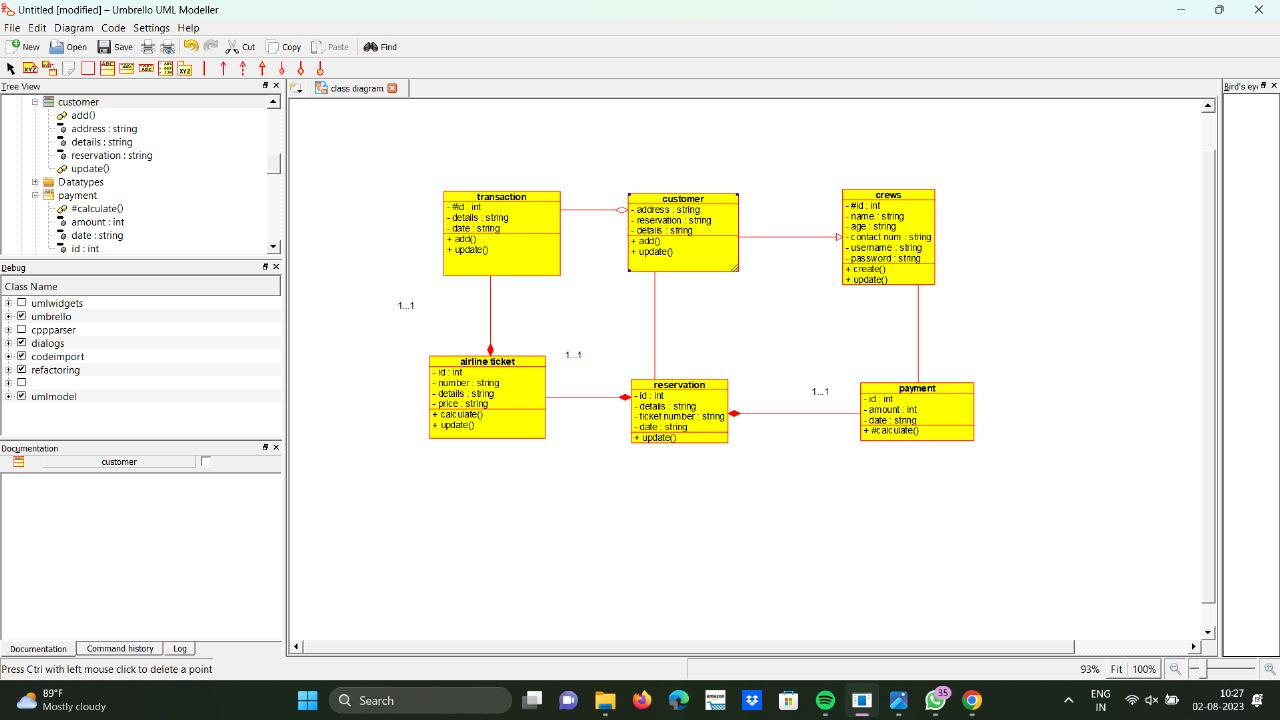 Untitled [modified] – Umbrello UML Modeller
File Edit Diagram Code Settings Help
New Open Save Cut Copy Paste Find
Tree View
customer
add()
address : string
details : string
reservation : string
update()
Datatypes
payment
#calculate()
amount : int
date : string
id : int
Debug
Class Name
umlwidgets
umbrello
cppparser
dialogs
codeimport
refactoring
umlmodel
Documentation
customer
Documentation Command history Log
Press Ctrl with left mouse click to delete a point
class diagram
Bird's eye
transaction
- #id : int
- details : string
- date : string
+ add()
+ update()
customer
- address : string
- reservation : string
- details : string
+ add()
+ update()
crews
- #id : int
- name : string
- age : string
- contact num : string
- username : string
- password : string
+ create()
+ update()
1...1
1...1
1...1
airline ticket
- id : int
- number : string
- details : string
- price : string
+ calculate()
+ update()
reservation
- id : int
- details : string
- ticket number : string
- date : string
+ update()
payment
- id : int
- amount : int
- date : string
+ #calculate()
93% Fit 100%
89°F
Mostly cloudy
Search
amazon
35
ENG
IN
10:27
02-08-2023